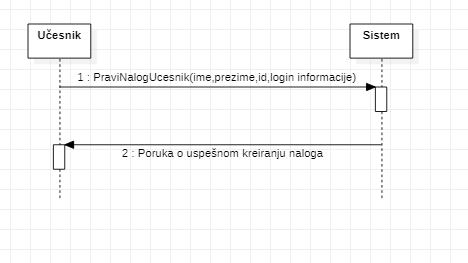 Učesnik
Sistem
1 : PraviNalogUcesnik(ime,prezime,id,login informacije)
2 : Poruka o uspešnom kreiranju naloga